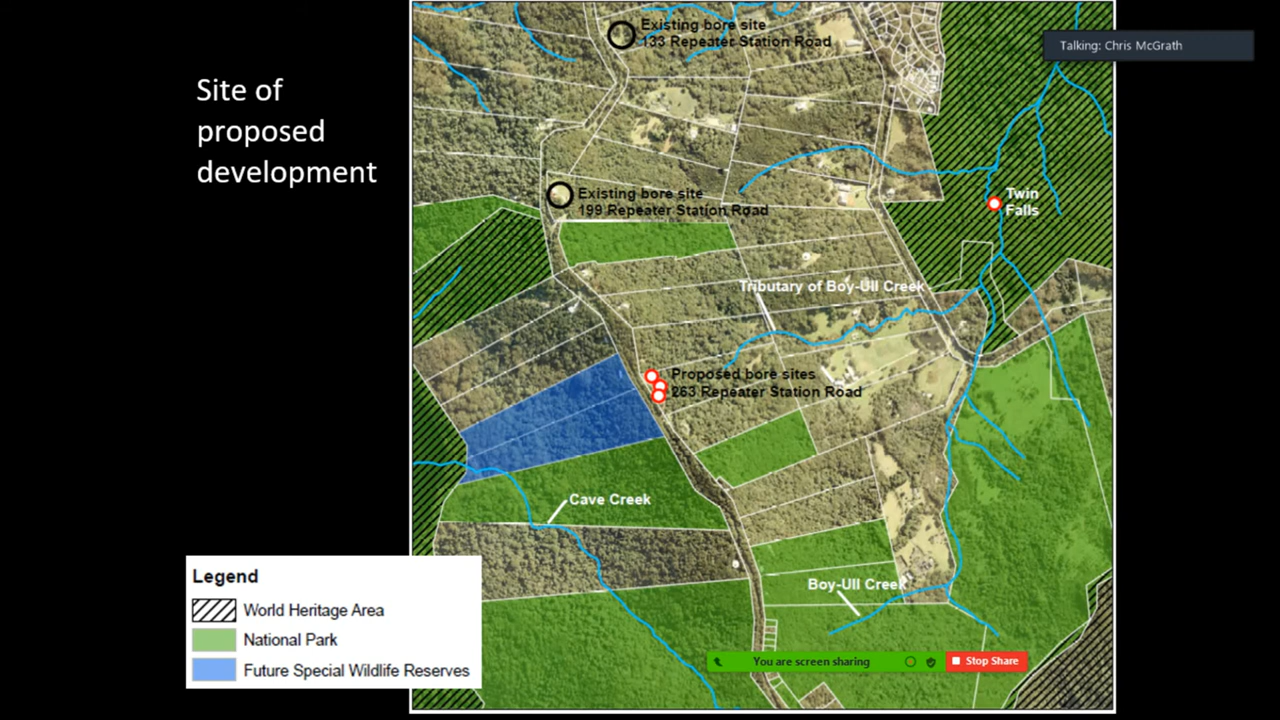 Site of
proposed
development
Existing bore site
133 Repeater Station Road
Talking: Chris McGrath
Existing bore site
199 Repeater Station Road
Twin
Falls
Tributary of Boy-Ull Creek
Proposed bore sites
263 Repeater Station Road
Cave Creek
Boy-Ull Creek
Legend
World Heritage Area
National Park
Future Special Wildlife Reserves
You are screen sharing
Stop Share